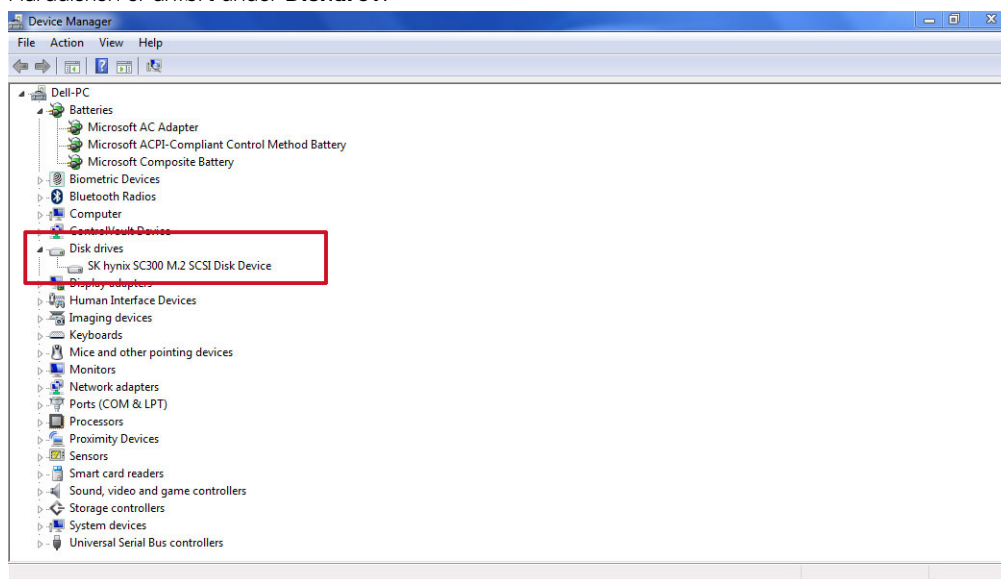 Device Manager
File Action View Help
Dell-PC
Batteries
Microsoft AC Adapter
Microsoft ACPI-Compliant Control Method Battery
Microsoft Composite Battery
Biometric Devices
Bluetooth Radios
Computer
ControlVault Device
Disk drives
SK hynix SC300 M.2 SCSI Disk Device
Display adapters
Human Interface Devices
Imaging devices
Keyboards
Mice and other pointing devices
Monitors
Network adapters
Ports (COM & LPT)
Processors
Proximity Devices
Sensors
Smart card readers
Sound, video and game controllers
Storage controllers
System devices
Universal Serial Bus controllers